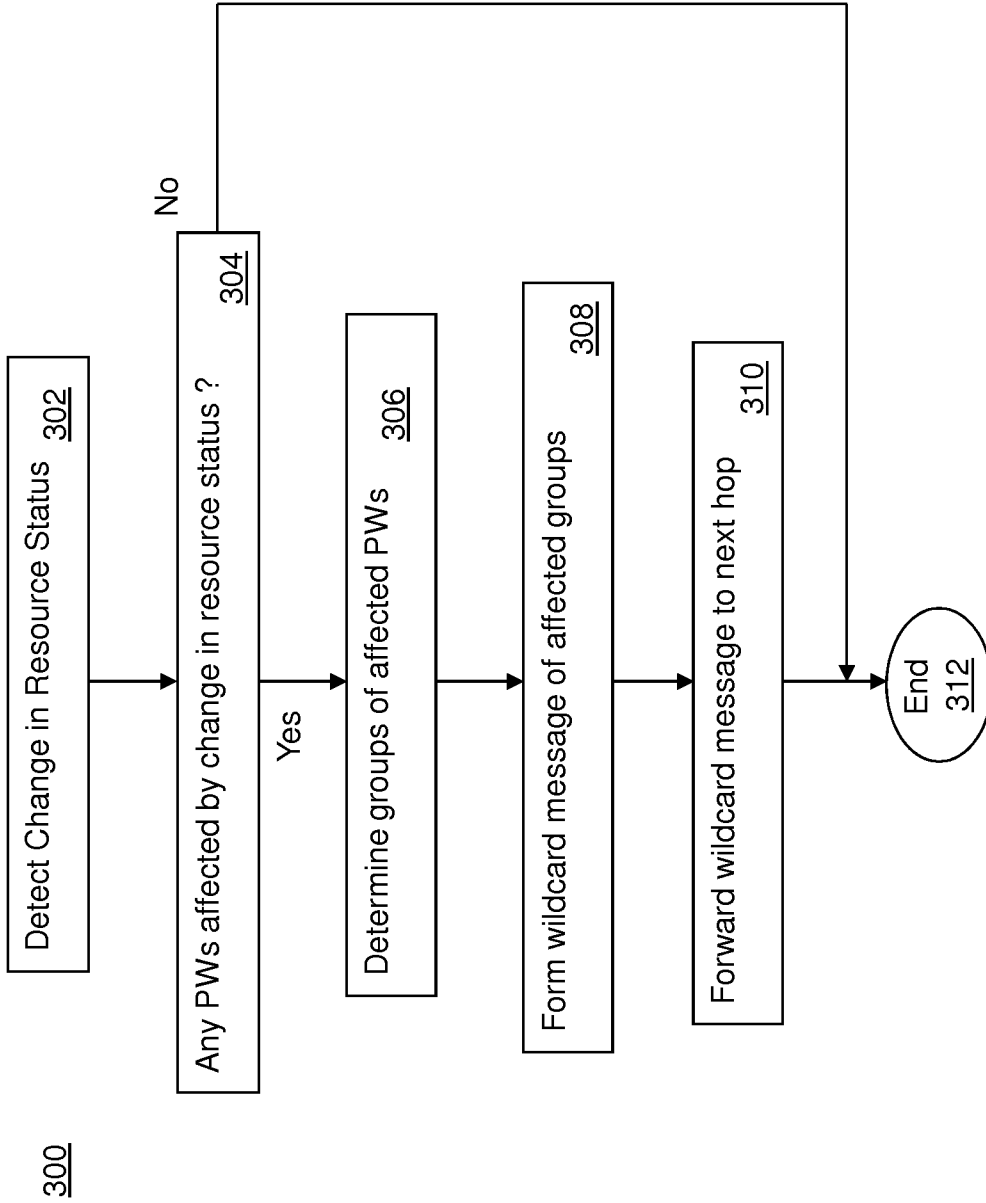 300
Detect Change in Resource Status 302
Any PWs affected by change in resource status ?
304
No
Yes
Determine groups of affected PWs 306
Form wildcard message of affected groups 308
Forward wildcard message to next hop
310
End
312